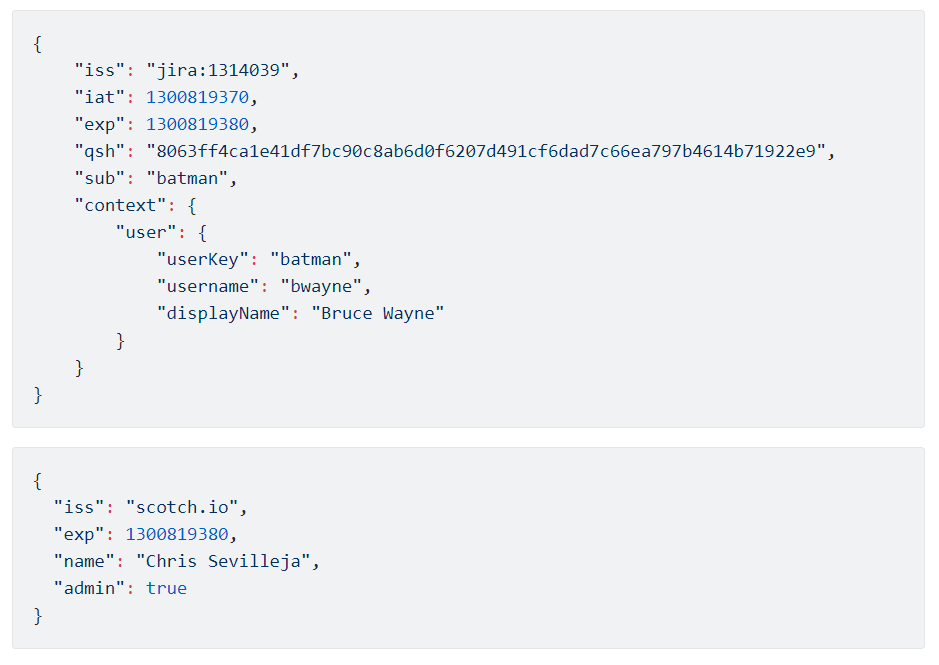 {
    "iss": "jira:1314039",
    "iat": 1300819370,
    "exp": 1300819380,
    "qsh": "8063ff4ca1e41df7bc90c8ab6d0f6207d491cf6dad7c66ea797b4614b71922e9",
    "sub": "batman",
    "context": {
        "user": {
            "userKey": "batman",
            "username": "bwayne",
            "displayName": "Bruce Wayne"
        }
    }
}
{
  "iss": "scotch.io",
  "exp": 1300819380,
  "name": "Chris Sevilleja",
  "admin": true
}